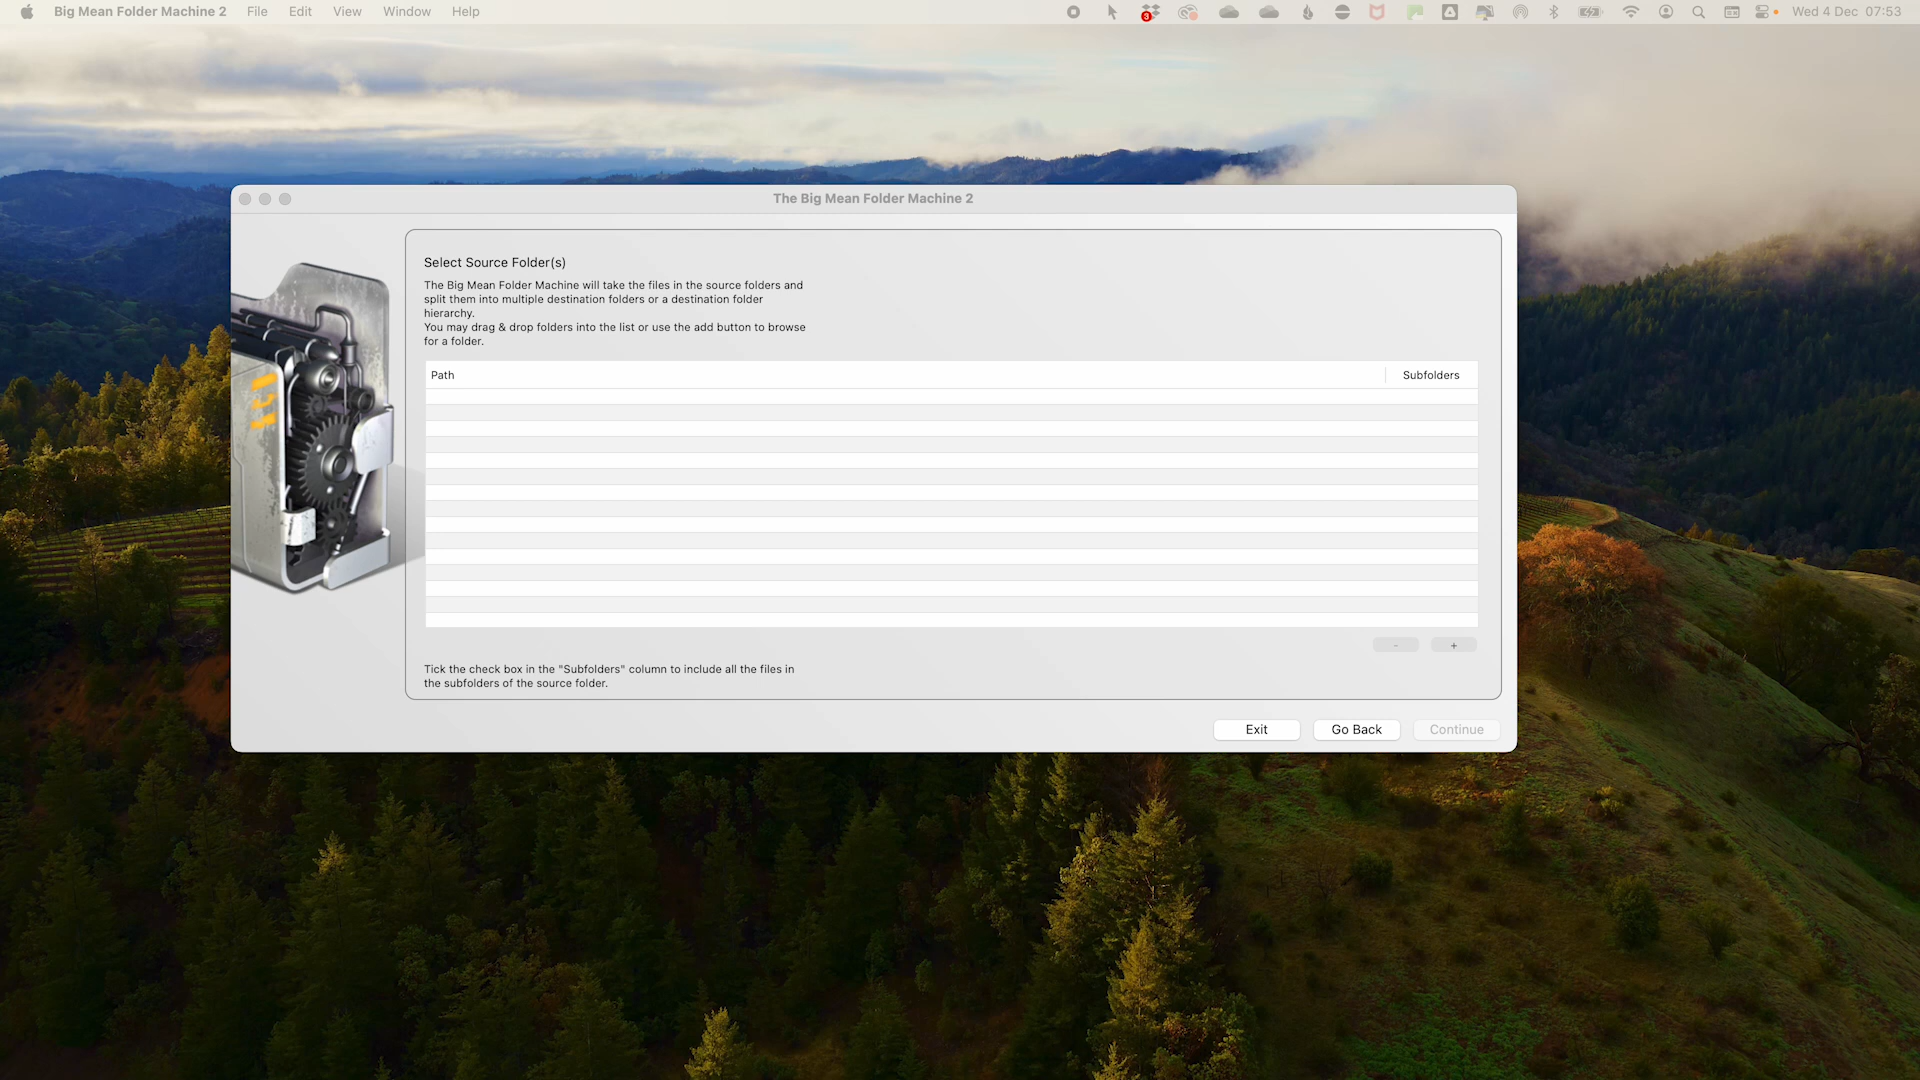 Big Mean Folder Machine 2 File Edit View Window Help
3
Wed 4 Dec 07:53
The Big Mean Folder Machine 2
Select Source Folder(s)
The Big Mean Folder Machine will take the files in the source folders and
split them into multiple destination folders or a destination folder
hierarchy.
You may drag & drop folders into the list or use the add button to browse
for a folder.
Path Subfolders
- +
Tick the check box in the "Subfolders" column to include all the files in
the subfolders of the source folder.
Exit Go Back Continue